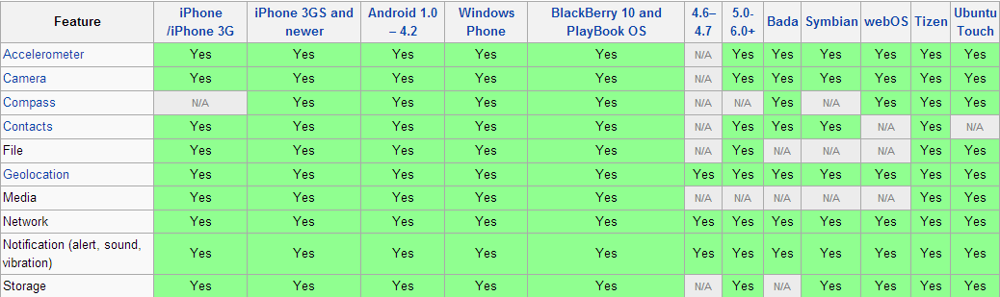 Feature iPhone /iPhone 3G iPhone 3GS and newer Android 1.0 – 4.2 Windows Phone BlackBerry 10 and PlayBook OS 4.6–4.7 5.0-6.0+ Bada Symbian webOS Tizen Ubuntu Touch
Accelerometer Yes Yes Yes Yes Yes N/A Yes Yes Yes Yes Yes Yes
Camera Yes Yes Yes Yes Yes N/A Yes Yes Yes Yes Yes Yes
Compass N/A Yes Yes Yes Yes N/A N/A Yes N/A Yes Yes Yes
Contacts Yes Yes Yes Yes Yes N/A Yes Yes Yes N/A Yes N/A
File Yes Yes Yes Yes Yes N/A Yes N/A N/A N/A Yes Yes
Geolocation Yes Yes Yes Yes Yes Yes Yes Yes Yes Yes Yes Yes
Media Yes Yes Yes Yes Yes N/A N/A N/A N/A N/A Yes Yes
Network Yes Yes Yes Yes Yes Yes Yes Yes Yes Yes Yes Yes
Notification (alert, sound, vibration) Yes Yes Yes Yes Yes Yes Yes Yes Yes Yes Yes Yes
Storage Yes Yes Yes Yes Yes N/A Yes N/A Yes Yes Yes Yes